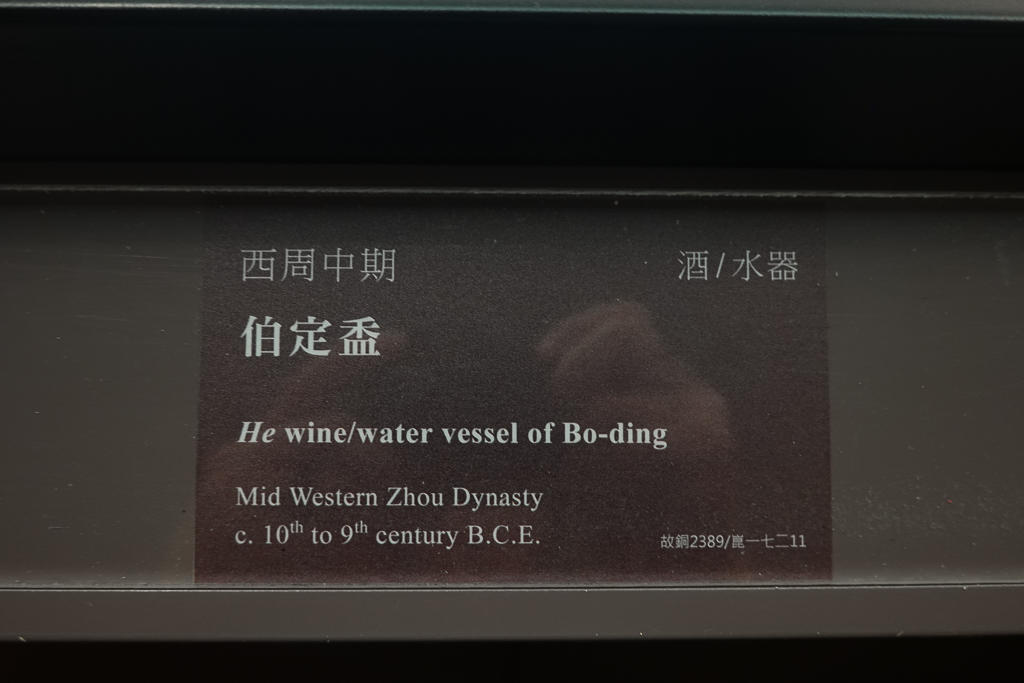 西周中期
酒/水器
伯定盉
He wine/water vessel of Bo-ding
Mid Western Zhou Dynasty
c. 10th to 9th century B.C.E.
故銅2389/崑一七二11